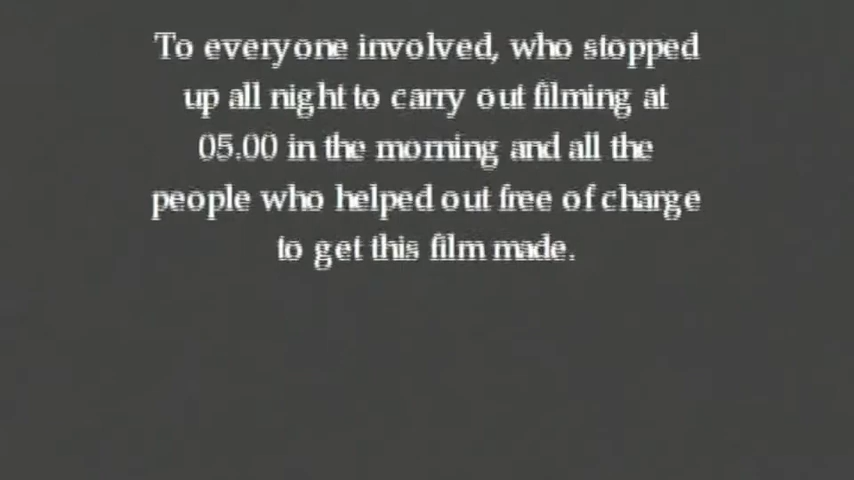 To everyone involved, who stopped
up all night to carry out filming at
05.00 in the morning and all the
people who helped out free of charge
to get this film made.